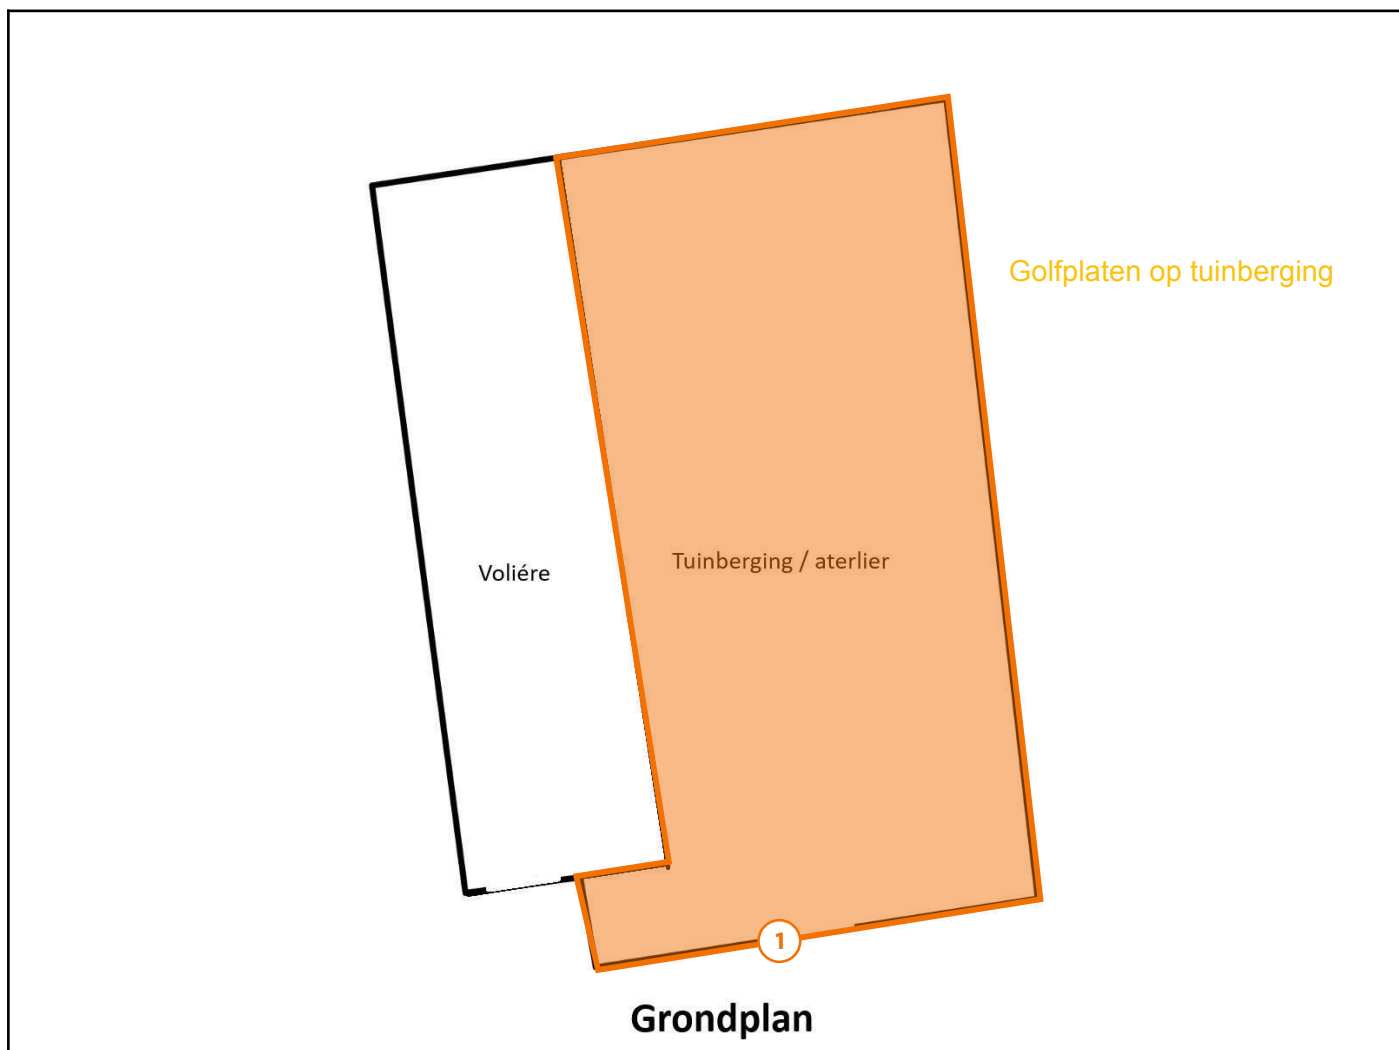 Golfplaten op tuinberging
Tuinberging / aterlier
Voliére
1
Grondplan